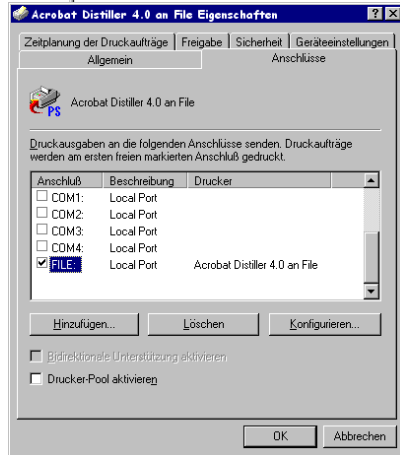 Acrobat Distiller 4.0 an File Eigenschaften
Zeitplanung der Druckaufträge Freigabe Sicherheit Geräteeinstellungen
Allgemein Anschlüsse
PS Acrobat Distiller 4.0 an File
Druckausgaben an die folgenden Anschlüsse senden. Druckaufträge
werden am ersten freien markierten Anschluß gedruckt.
Anschluß Beschreibung Drucker
COM1: Local Port
COM2: Local Port
COM3: Local Port
COM4: Local Port
FILE: Local Port Acrobat Distiller 4.0 an File
Hinzufügen... Löschen Konfigurieren...
Bidirektionale Unterstützung aktivieren
Drucker-Pool aktivieren
OK Abbrechen